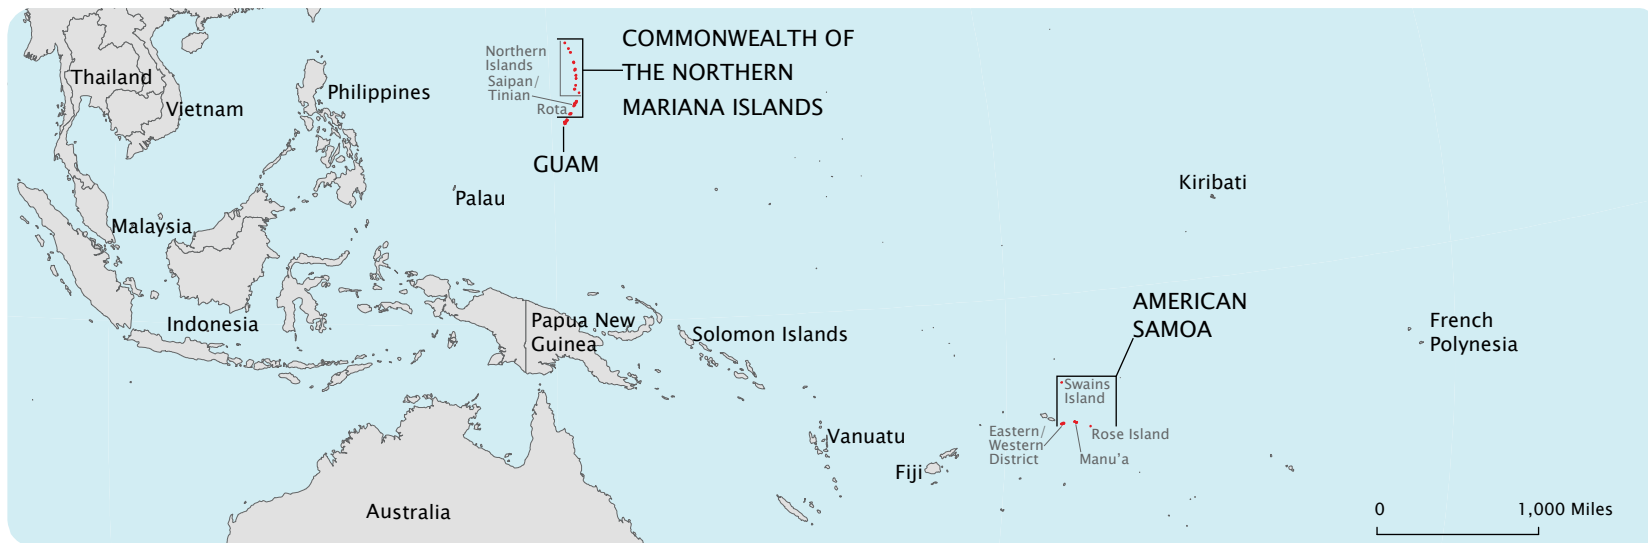 COMMONWEALTH OF
THE NORTHERN
MARIANA ISLANDS
Northern
Islands
Saipan/
Tinian
Rota
GUAM
Thailand
Vietnam
Philippines
Palau
Malaysia
Kiribati
Indonesia
Papua New
Guinea
Solomon Islands
AMERICAN
SAMOA
French
Polynesia
Swains
Island
Eastern/
Western
District
Rose Island
Manu'a
Vanuatu
Fiji
Australia
0 1,000 Miles